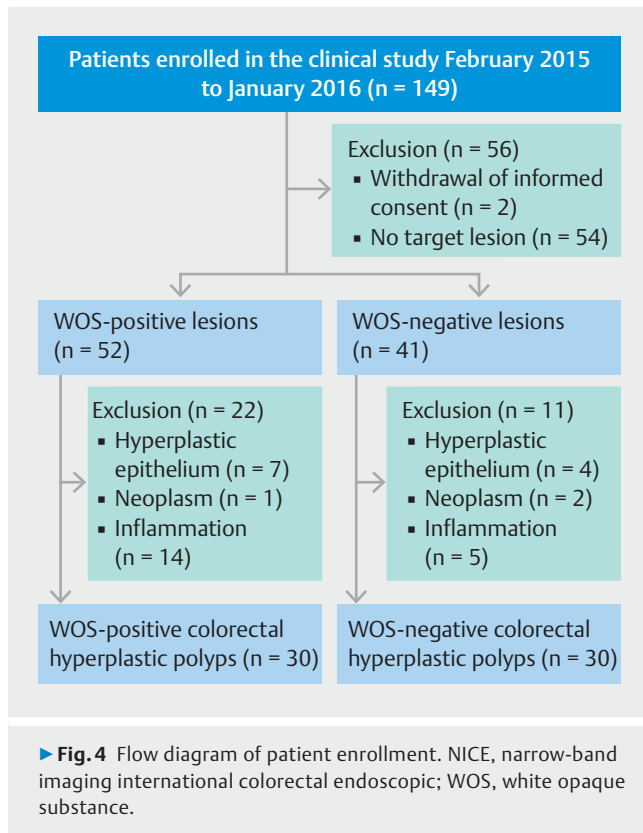 Patients enrolled in the clinical study February 2015
to January 2016 (n = 149)
Exclusion (n = 56)
▪ Withdrawal of informed
consent (n = 2)
▪ No target lesion (n = 54)
WOS-positive lesions
(n = 52)
WOS-negative lesions
(n = 41)
Exclusion (n = 22)
▪ Hyperplastic
epithelium (n = 7)
▪ Neoplasm (n = 1)
▪ Inflammation
(n = 14)
Exclusion (n = 11)
▪ Hyperplastic
epithelium (n = 4)
▪ Neoplasm (n = 2)
▪ Inflammation
(n = 5)
WOS-positive colorectal
hyperplastic polyps (n = 30)
WOS-negative colorectal
hyperplastic polyps (n = 30)
▶ Fig. 4 Flow diagram of patient enrollment. NICE, narrow-band
imaging international colorectal endoscopic; WOS, white opaque
substance.